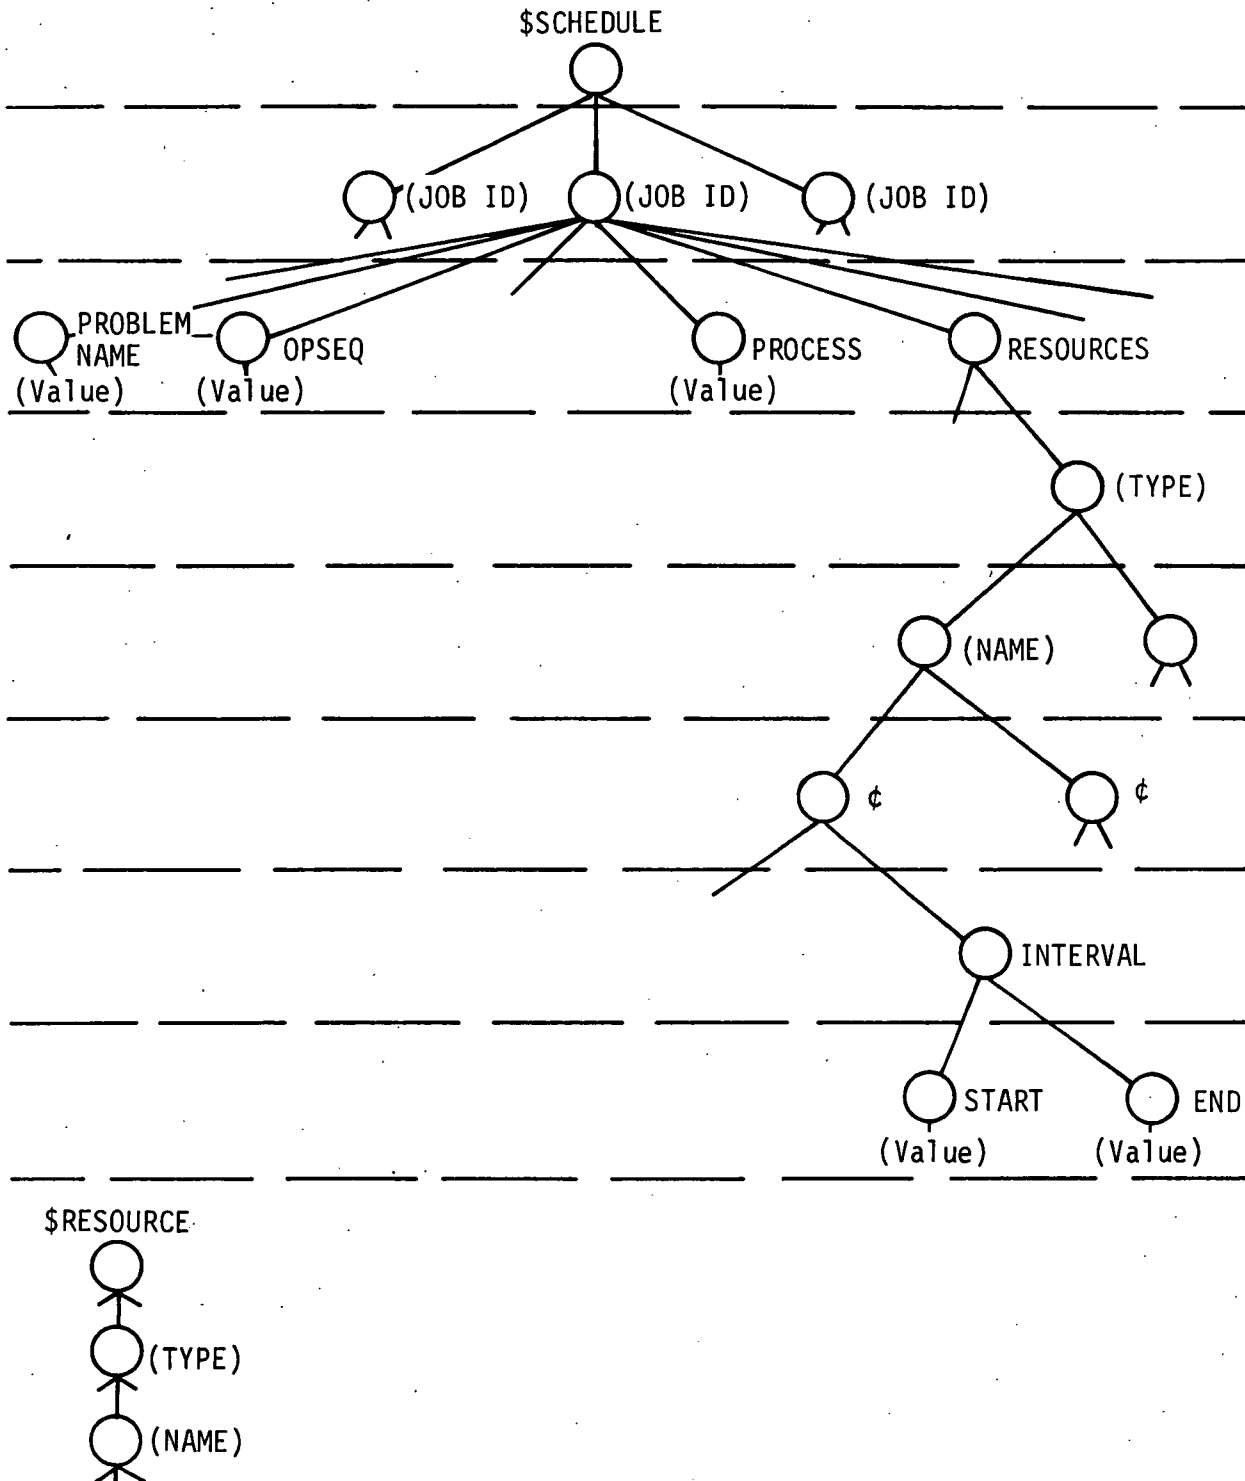 $SCHEDULE
(JOB ID) (JOB ID) (JOB ID)
PROBLEM
NAME
OPSEQ
PROCESS
RESOURCES
(Value) (Value) (Value)
(TYPE)
(NAME)
¢ ¢
INTERVAL
START END
(Value) (Value)
$RESOURCE
(TYPE)
(NAME)